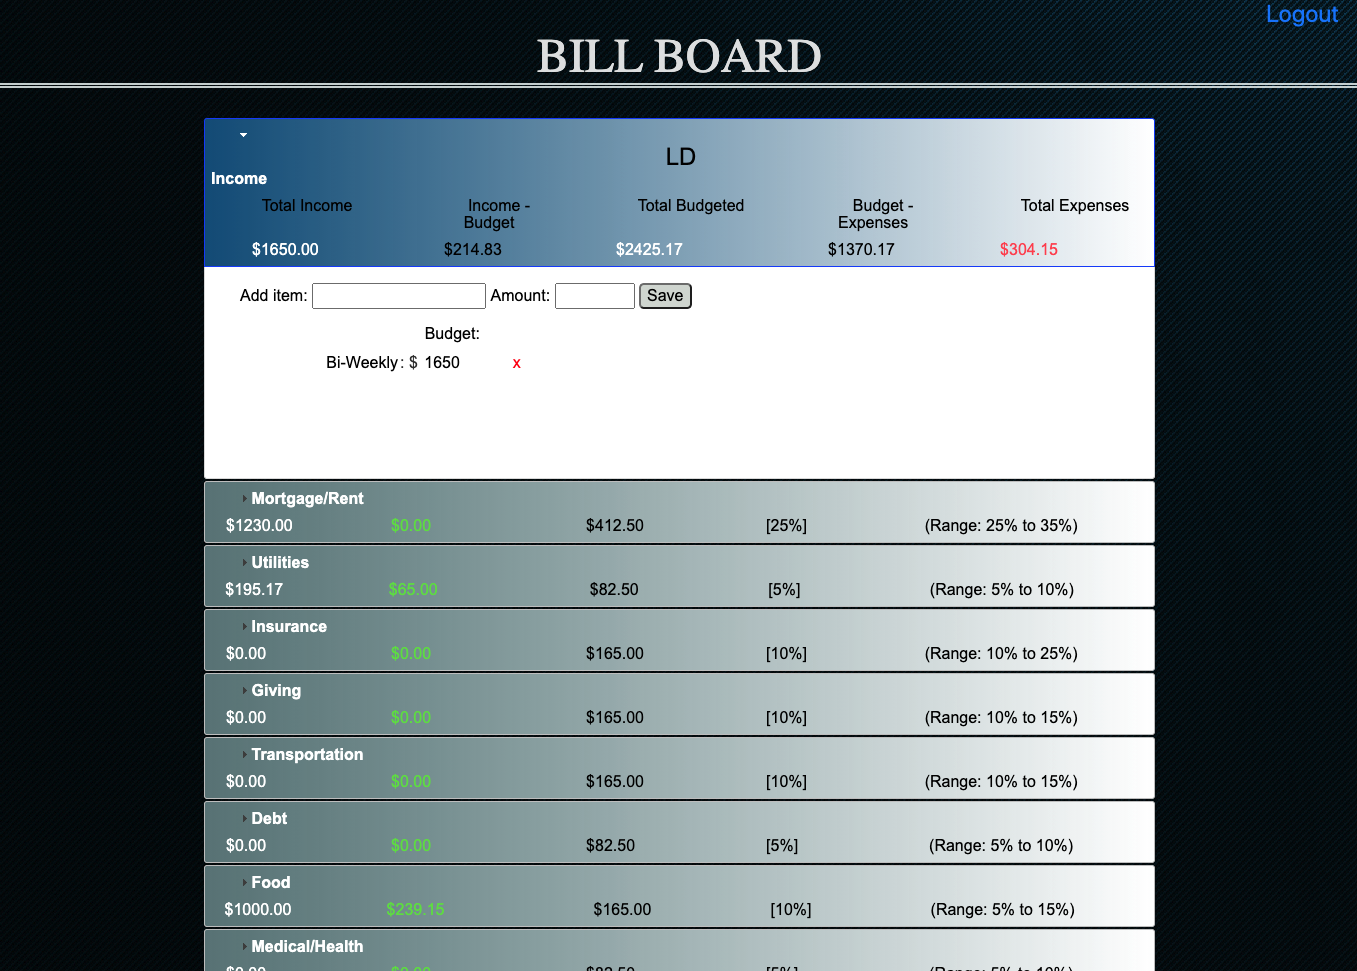 Logout
BILL BOARD
LD
Income
Total Income Income - Budget Total Budgeted Budget - Expenses Total Expenses
$1650.00 $214.83 $2425.17 $1370.17 $304.15
Add item: Amount: Save
Budget:
Bi-Weekly: $ 1650 x
Mortgage/Rent
$1230.00 $0.00 $412.50 [25%] (Range: 25% to 35%)
Utilities
$195.17 $65.00 $82.50 [5%] (Range: 5% to 10%)
Insurance
$0.00 $0.00 $165.00 [10%] (Range: 10% to 25%)
Giving
$0.00 $0.00 $165.00 [10%] (Range: 10% to 15%)
Transportation
$0.00 $0.00 $165.00 [10%] (Range: 10% to 15%)
Debt
$0.00 $0.00 $82.50 [5%] (Range: 5% to 10%)
Food
$1000.00 $239.15 $165.00 [10%] (Range: 5% to 15%)
Medical/Health